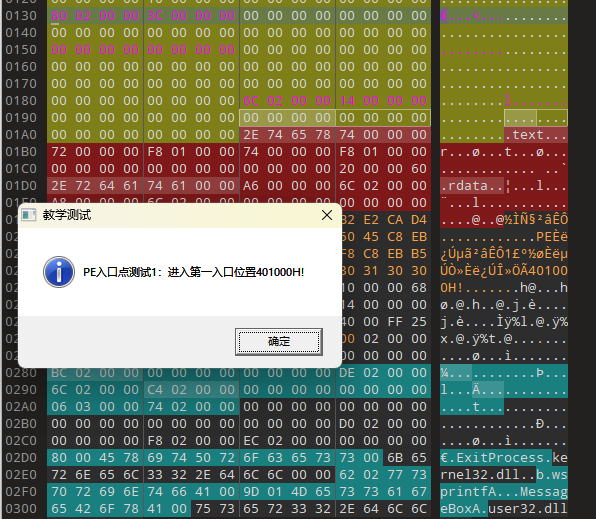 0130 02 00 00 00 00 00 00 00 00 00 00 00
0140 00 00 00 00 00 00 00 00 00 00 00 00 00 00 00 00 ................
0150 00 00 00 00 00 00 00 00 00 00 00 00 00 00 00 00 ................
0160 00 00 00 00 00 00 00 00 00 00 00 00 00 00 00 00 ................
0170 00 00 00 00 00 00 00 00 00 00 00 00 00 00 00 00 ................
0180 00 00 00 00 00 00 00 00 6C 02 00 00 14 00 00 00 ........l.......
0190 00 00 00 00 00 00 00 00 00 00 00 00 00 00 00 00 ................
01A0 00 00 00 00 00 00 00 00 2E 74 65 78 74 00 00 00 .........text...
01B0 72 00 00 00 F8 01 00 00 74 00 00 00 F8 01 00 00 r...ø...t...ø...
01C0 00 00 00 00 00 00 00 00 00 00 00 00 20 00 00 60 ............ ..`
01D0 2E 72 64 61 74 61 00 00 A6 00 00 00 6C 02 00 00 .rdata..¦...l...
教学测试
B2 E2 CA D4 ....@..@½ÌÑ§²âÊÔ
50 45 C8 EB ............PEÈë
C8 EB B5 ¿Úµã²âÊÔ1£º½øÈëµ
30 31 30 30 ÚÒ»Èë¿ÚÎ»ÖÃ40100
10 00 68 0H!.......h@...h
PE入口点测试1：进入第一入口位置401000H!
14 00 00 00 ø.@.h..@.j.è....
00 FF 25 j.è....Ìÿ%l.@.ÿ%
00 02 00 00 x.@.ÿ%t.@.......
00 00 00 00 ....ø...ì.......
确定
0280 BC 02 00 00 00 00 00 00 00 00 00 00 DE 02 00 00 ¼...........Þ...
0290 6C 02 00 00 C4 02 00 00 00 00 00 00 00 00 00 00 l...Ä...........
02A0 06 03 00 00 74 02 00 00 00 00 00 00 00 00 00 00 ....t...........
02B0 00 00 00 00 00 00 00 00 00 00 00 00 D0 02 00 00 ............Ð...
02C0 00 00 00 00 F8 02 00 00 EC 02 00 00 00 00 00 00 ....ø...ì.......
02D0 80 00 45 78 69 74 50 72 6F 63 65 73 73 00 6B 65 €.ExitProcess.ke
02E0 72 6E 65 6C 33 32 2E 64 6C 6C 00 00 62 02 77 73 rnel32.dll..b.ws
02F0 70 72 69 6E 74 66 41 00 9D 01 4D 65 73 73 61 67 printfA...Messag
0300 65 42 6F 78 41 00 75 73 65 72 33 32 2E 64 6C 6C eBoxA.user32.dll